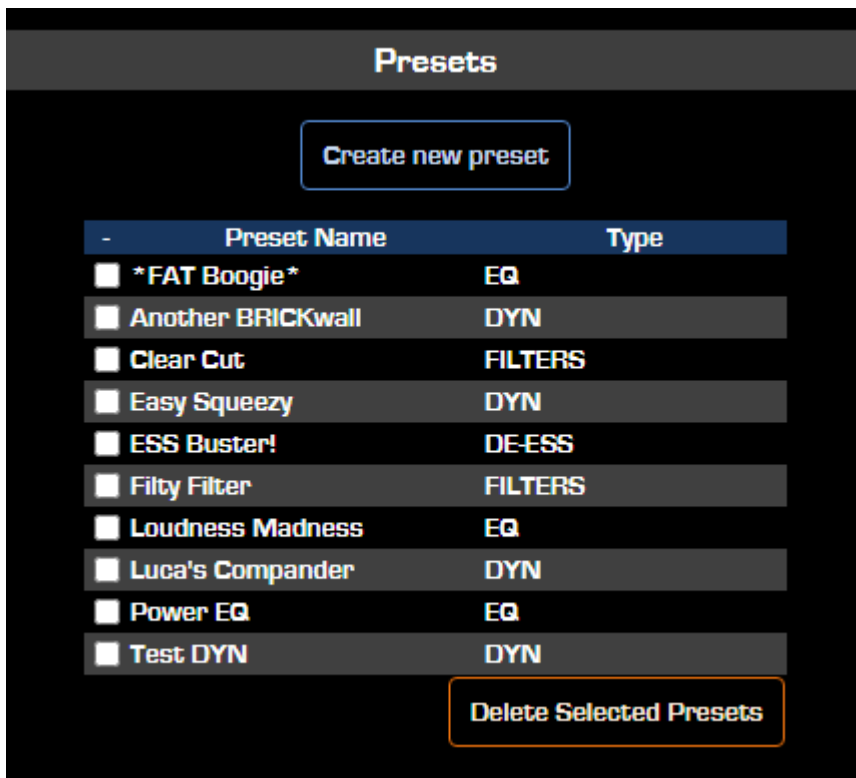 Presets
Create new preset
- Preset Name Type
*FAT Boogie* EQ
Another BRICKwall DYN
Clear Cut FILTERS
Easy Squeezy DYN
ESS Buster! DE-ESS
Filty Filter FILTERS
Loudness Madness EQ
Luca's Compander DYN
Power EQ EQ
Test DYN DYN
Delete Selected Presets